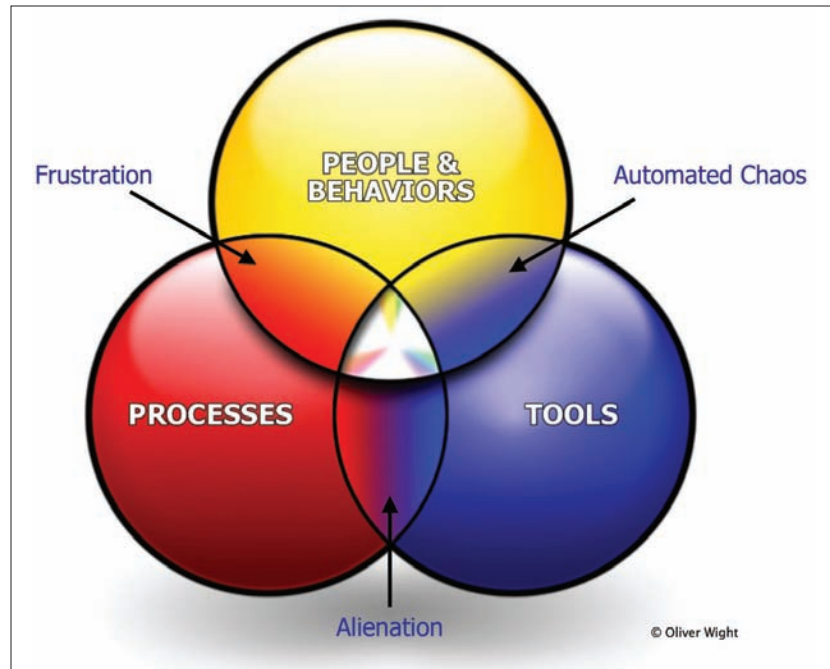 PEOPLE &
BEHAVIORS
Frustration
Automated Chaos
PROCESSES
TOOLS
Alienation
© Oliver Wight